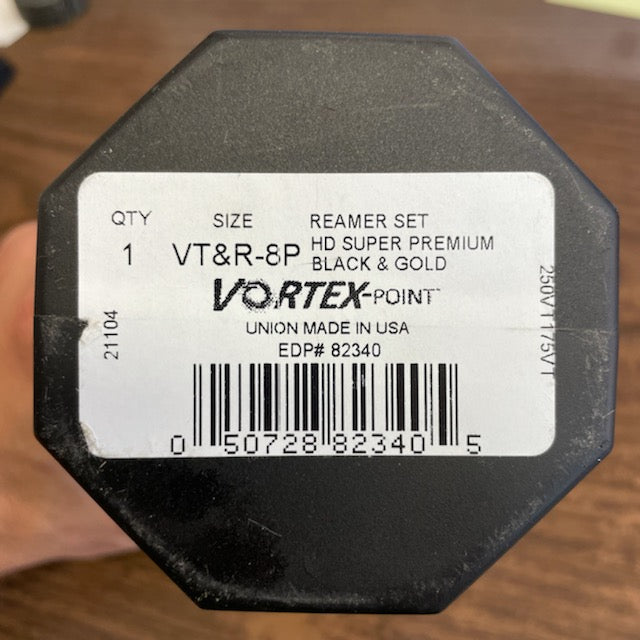 QTY SIZE REAMER SET
1 VT&R-8P HD SUPER PREMIUM
BLACK & GOLD
VORTEX-POINT
UNION MADE IN USA
EDP# 82340
0 50728 82340 5
21104
250V1175V1